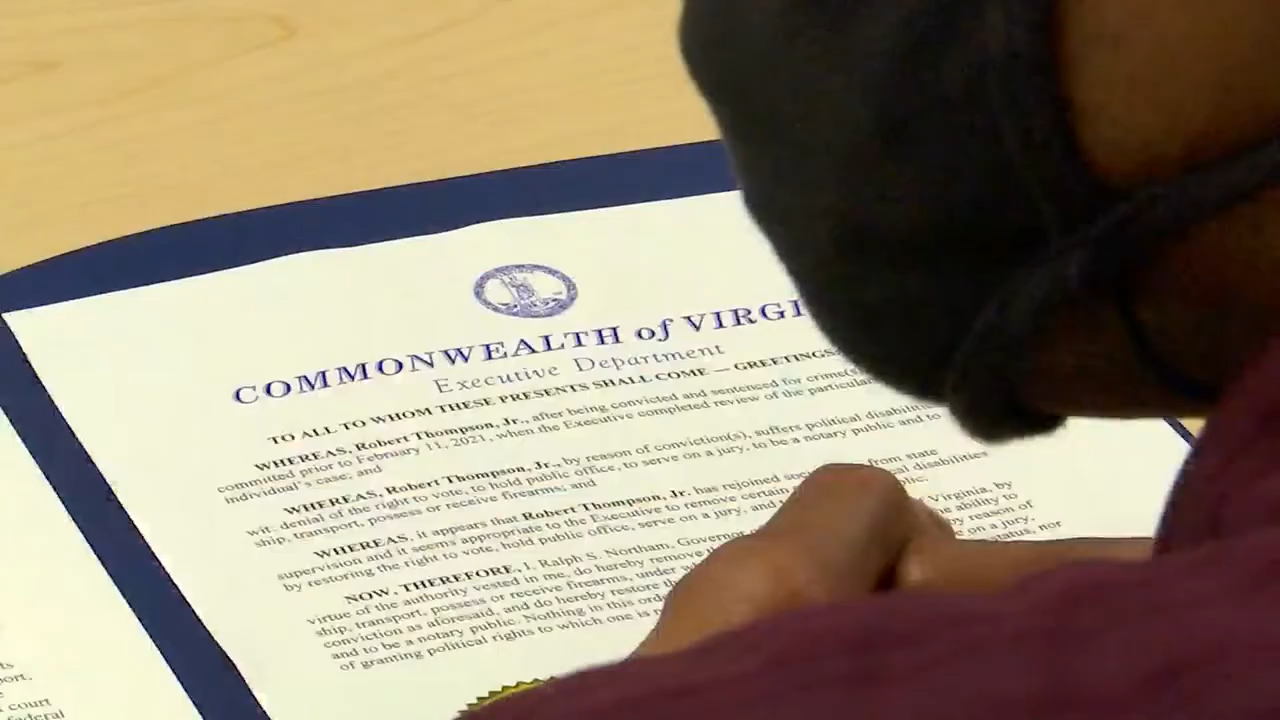 COMMONWEALTH of VIRGI
Executive Department
TO ALL TO WHOM THESE PRESENTS SHALL COME — GREETINGS:
WHEREAS, Robert Thompson, Jr., after being convicted and sentenced for crime(s)
committed prior to February 11, 2021, when the Executive completed review of the particular
individual's case; and
WHEREAS, Robert Thompson, Jr., by reason of conviction(s), suffers political disabilities
wit: denial of the right to vote, to hold public office, to serve on a jury, to be a notary public and to
ship, transport, possess or receive firearms; and
WHEREAS, it appears that Robert Thompson, Jr. has rejoined from state
supervision and it seems appropriate to the Executive to remove certain disabilities
by restoring the right to vote, hold public office, serve on a jury, and
NOW, THEREFORE, I, Ralph S. Northam, Governor Virginia, by
virtue of the authority vested in me, do hereby remove ability to
ship, transport, possess or receive firearms, under by reason of
conviction as aforesaid, and do hereby restore on a jury,
and to be a notary public. Nothing in this status, nor
of granting political rights to which one is
court
federal